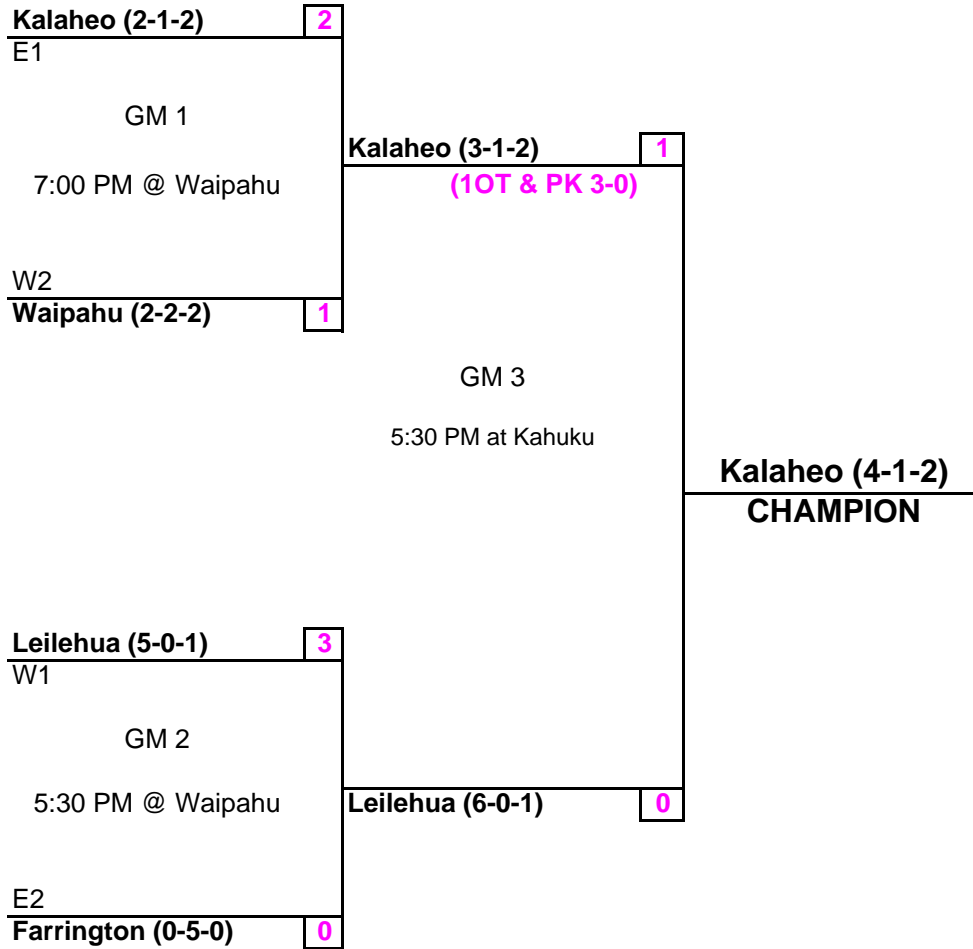 Kalaheo (2-1-2) 2
E1
GM 1
7:00 PM @ Waipahu
W2
Waipahu (2-2-2) 1
Kalaheo (3-1-2) 1
(1OT & PK 3-0)
GM 3
5:30 PM at Kahuku
Kalaheo (4-1-2)
CHAMPION
Leilehua (5-0-1) 3
W1
GM 2
5:30 PM @ Waipahu
Leilehua (6-0-1) 0
E2
Farrington (0-5-0) 0